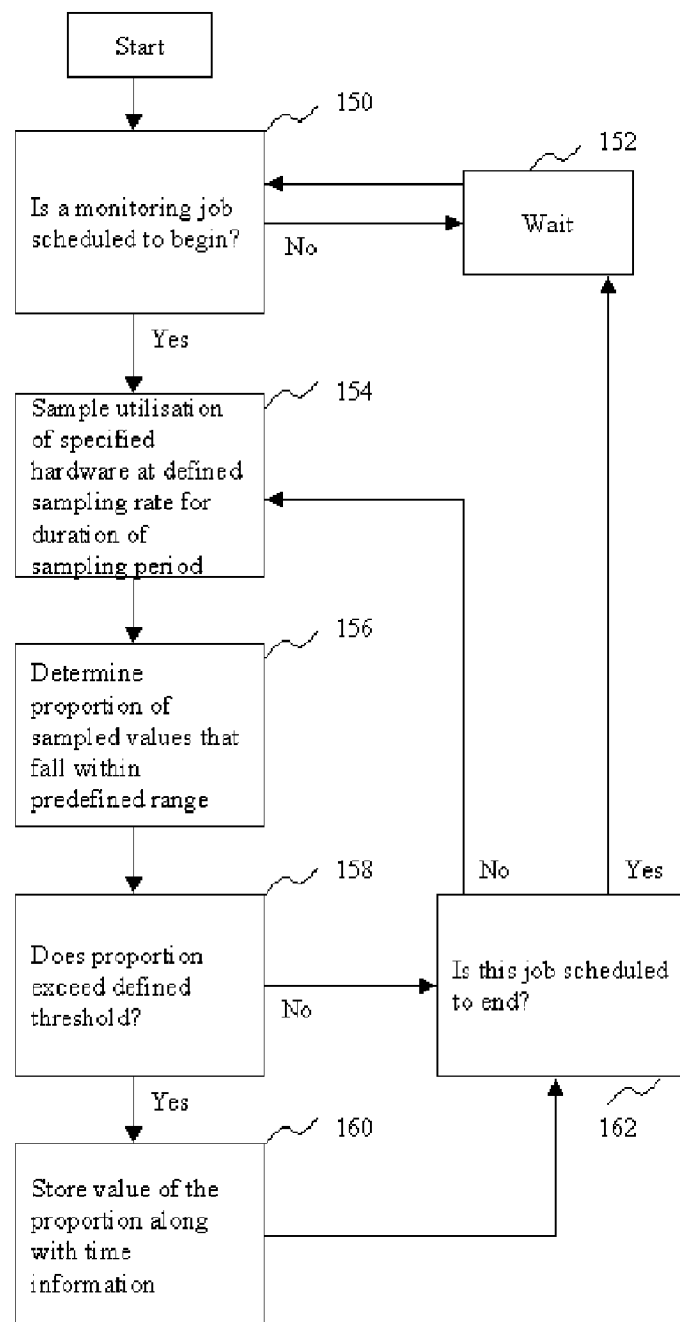 Start
150
152
Is a monitoring job
scheduled to begin?
Wait
No
Yes
154
Sample utilisation
of specified
hardware at defined
sampling rate for
duration of
sampling period
156
Determine
proportion of
sampled values that
fall within
predefined range
158
No
Yes
Does proportion
exceed defined
threshold?
No
Is this job scheduled
to end?
Yes
160
162
Store value of the
proportion along
with time
information